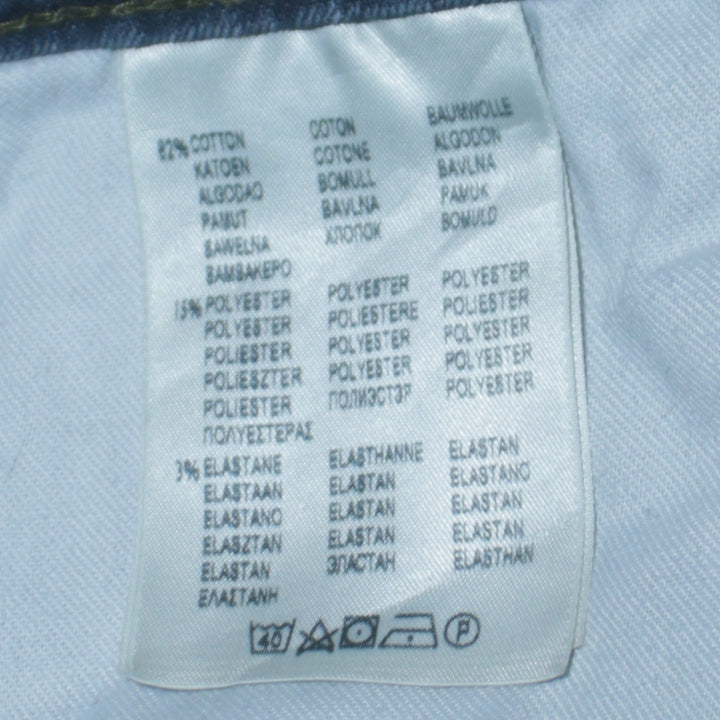 82% COTTON COTON BAUMWOLLE
KATOEN COTONE ALGODON
ALGODAO BOMULL BAVLNA
PAMUT BAVLNA PAMUK
BAWELNA ХЛОПОК BOMULD
ΒΑΜΒΑΚΕΡΟ
15% POLYESTER POLYESTER POLYESTER
POLYESTER POLIESTERE POLYESTER
POLIESTER POLYESTER POLYESTER
POLIESZTER POLYESTER POLYESTER
POLIESTER ПОЛИЭСТЭР POLYESTER
ΠΟΛΥΕΣΤΕΡΑΣ
3% ELASTANE ELASTHANNE ELASTAN
ELASTAAN ELASTAN ELASTANO
ELASTANO ELASTAN ELASTAN
ELASZTAN ELASTAN ELASTAN
ELASTAN ЭЛАСТАН ELASTHAN
ΕΛΑΣΤΑΝΗ
40 P